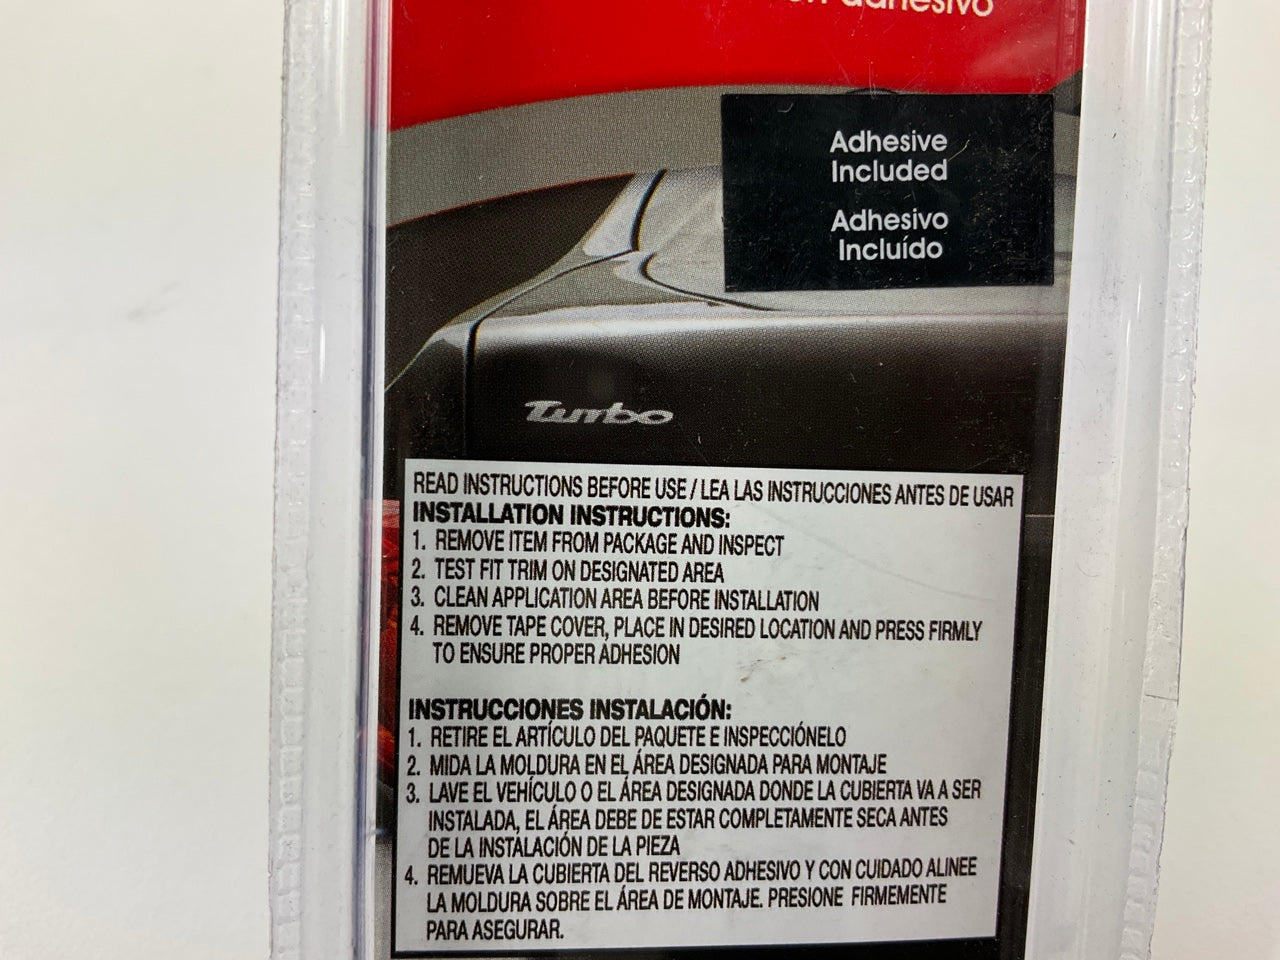 adhesivo
Adhesive
Included
Adhesivo
Incluído
Turbo
READ INSTRUCTIONS BEFORE USE / LEA LAS INSTRUCCIONES ANTES DE USAR
INSTALLATION INSTRUCTIONS:
1. REMOVE ITEM FROM PACKAGE AND INSPECT
2. TEST FIT TRIM ON DESIGNATED AREA
3. CLEAN APPLICATION AREA BEFORE INSTALLATION
4. REMOVE TAPE COVER, PLACE IN DESIRED LOCATION AND PRESS FIRMLY
TO ENSURE PROPER ADHESION
INSTRUCCIONES INSTALACIÓN:
1. RETIRE EL ARTÍCULO DEL PAQUETE E INSPECCIÓNELO
2. MIDA LA MOLDURA EN EL ÁREA DESIGNADA PARA MONTAJE
3. LAVE EL VEHÍCULO O EL ÁREA DESIGNADA DONDE LA CUBIERTA VA A SER
INSTALADA, EL ÁREA DEBE DE ESTAR COMPLETAMENTE SECA ANTES
DE LA INSTALACIÓN DE LA PIEZA
4. REMUEVA LA CUBIERTA DEL REVERSO ADHESIVO Y CON CUIDADO ALINEE
LA MOLDURA SOBRE EL ÁREA DE MONTAJE. PRESIONE FIRMEMENTE
PARA ASEGURAR.